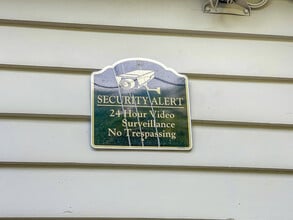 SECURITY ALERT
24 Hour Video
Surveillance
No Trespassing